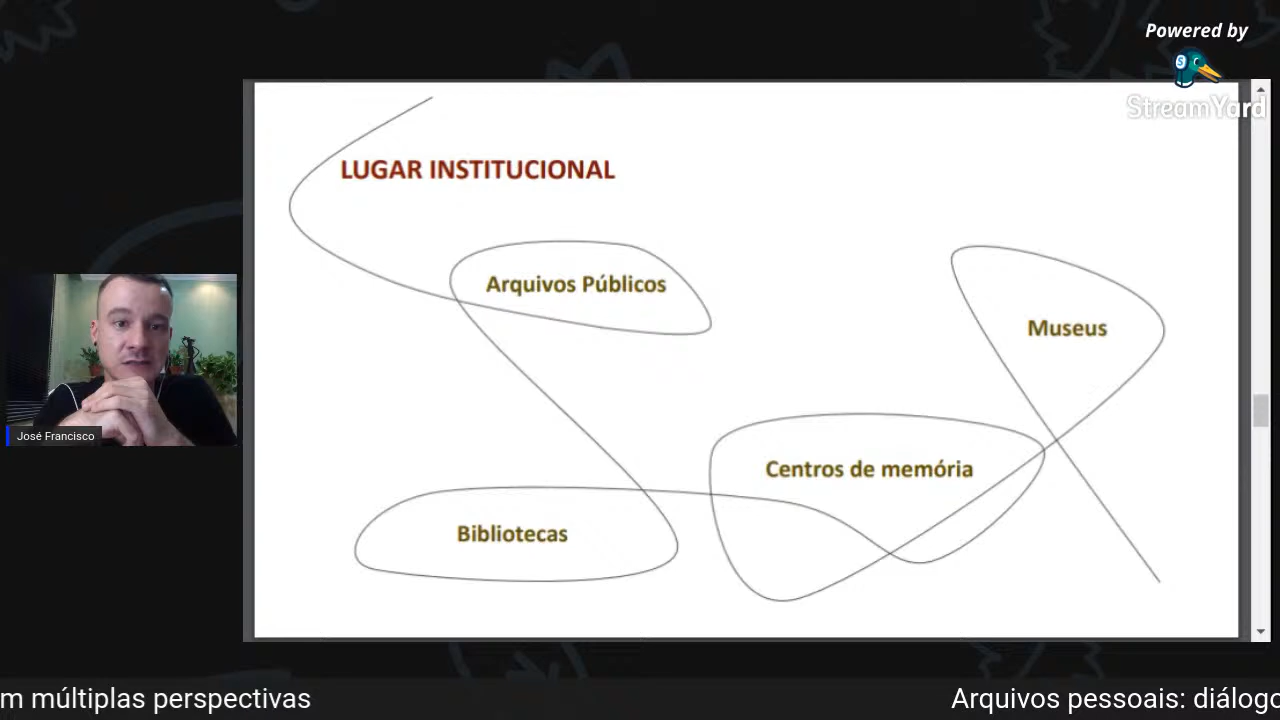 Powered by
StreamYard
LUGAR INSTITUCIONAL
Arquivos Públicos
Museus
Centros de memória
Bibliotecas
José Francisco
m múltiplas perspectivas
Arquivos pessoais: diálogo